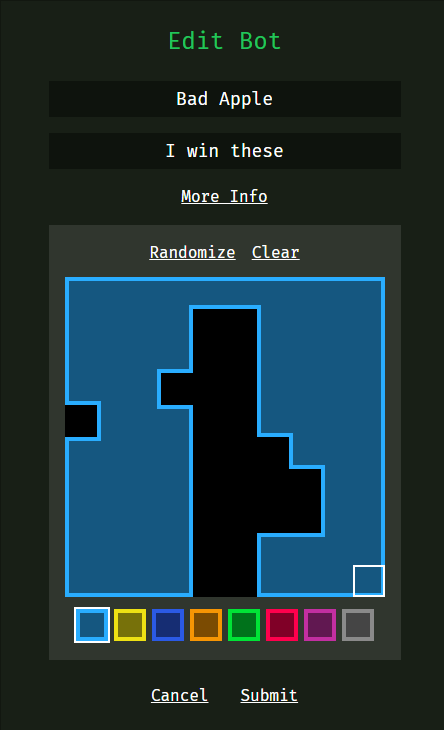 Edit Bot
Bad Apple
I win these
More Info
Randomize Clear
Cancel Submit